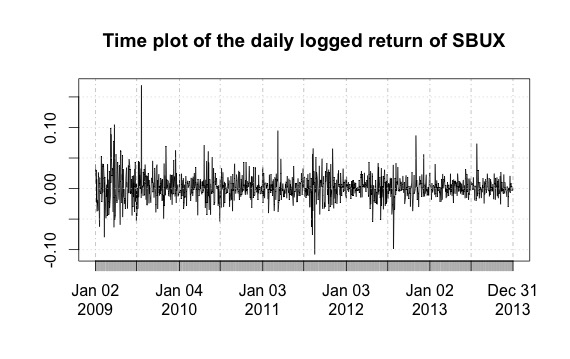 Time plot of the daily logged return of SBUX
0.10
0.00
-0.10
Jan 02 Jan 04 Jan 03 Jan 03 Jan 02 Dec 31
2009 2010 2011 2012 2013 2013